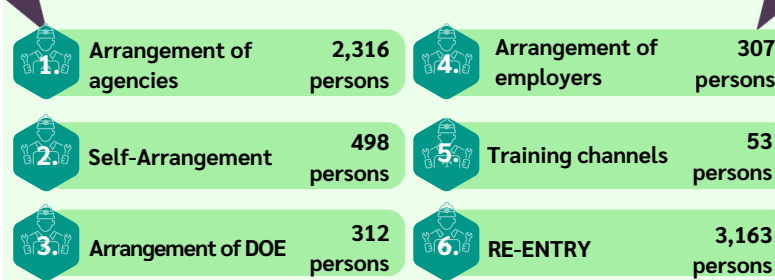 1. Arrangement of agencies 2,316 persons
2. Self-Arrangement 498 persons
3. Arrangement of DOE 312 persons
4. Arrangement of employers 307 persons
5. Training channels 53 persons
6. RE-ENTRY 3,163 persons